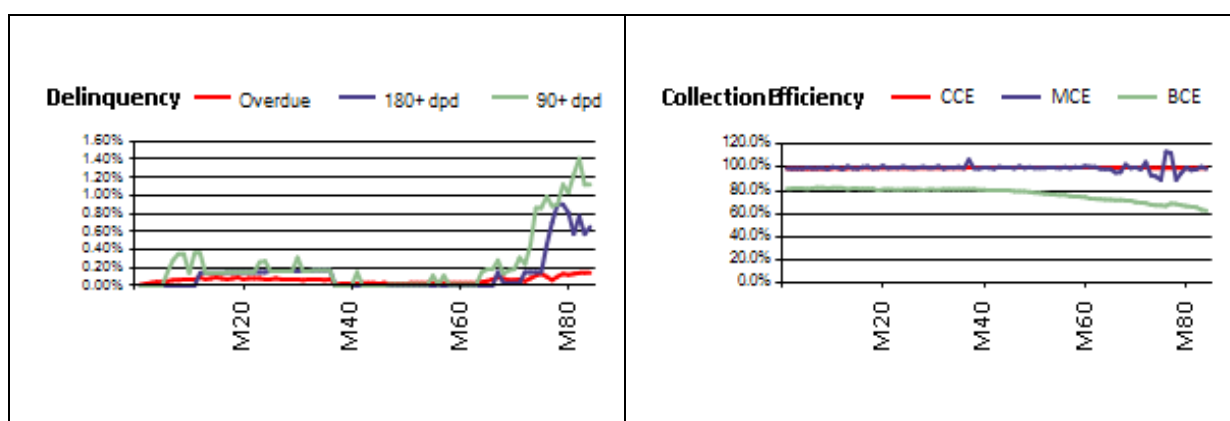 Delinquency Overdue 180+ dpd 90+ dpd
1.60%
1.40%
1.20%
1.00%
0.80%
0.60%
0.40%
0.20%
0.00%
M20
M40
M60
M80
Collection Efficiency CCE MCE BCE
120.0%
100.0%
80.0%
60.0%
40.0%
20.0%
0.0%
M20
M40
M60
M80